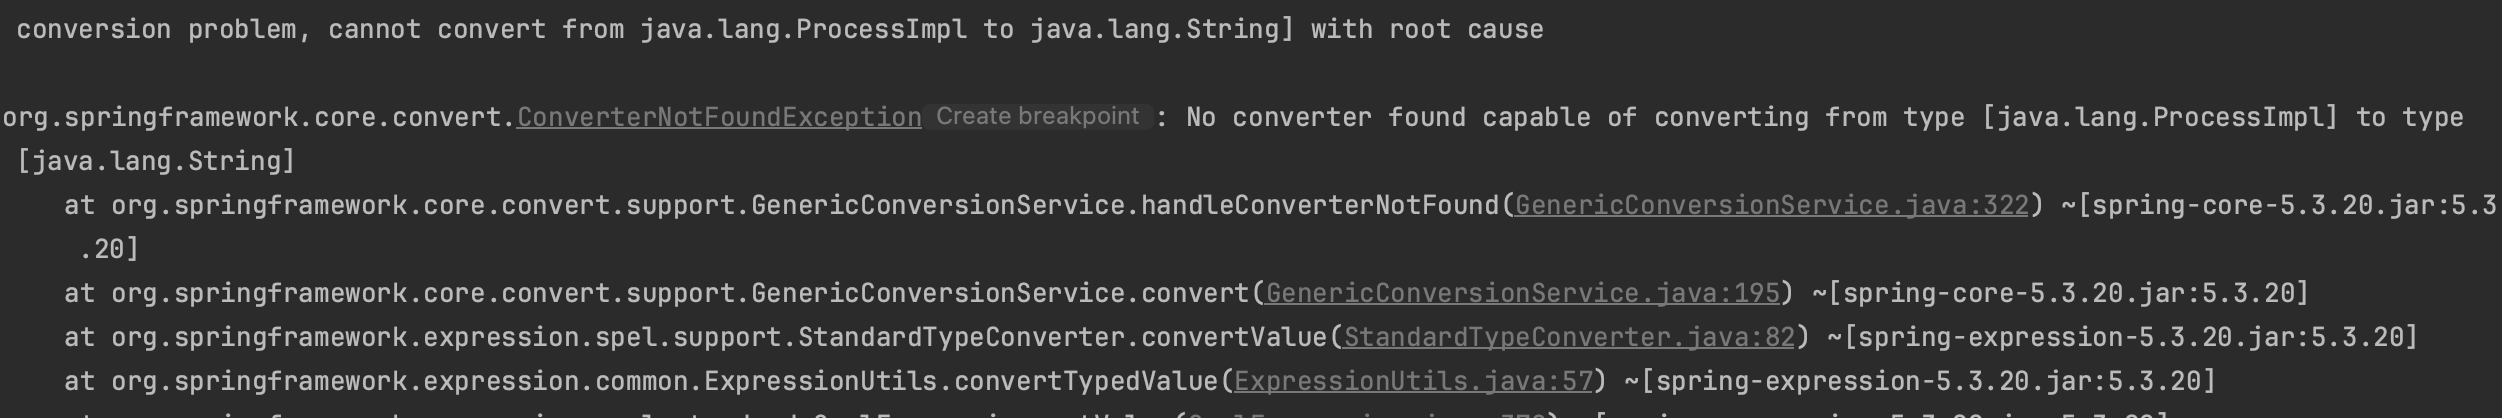 conversion problem, cannot convert from java.lang.ProcessImpl to java.lang.String] with root cause
org.springframework.core.convert.ConverterNotFoundException Create breakpoint : No converter found capable of converting from type [java.lang.ProcessImpl] to type
[java.lang.String]
at org.springframework.core.convert.support.GenericConversionService.handleConverterNotFound(GenericConversionService.java:322) ~[spring-core-5.3.20.jar:5.3
.20]
at org.springframework.core.convert.support.GenericConversionService.convert(GenericConversionService.java:195) ~[spring-core-5.3.20.jar:5.3.20]
at org.springframework.expression.spel.support.StandardTypeConverter.convertValue(StandardTypeConverter.java:82) ~[spring-expression-5.3.20.jar:5.3.20]
at org.springframework.expression.common.ExpressionUtils.convertTypedValue(ExpressionUtils.java:57) ~[spring-expression-5.3.20.jar:5.3.20]